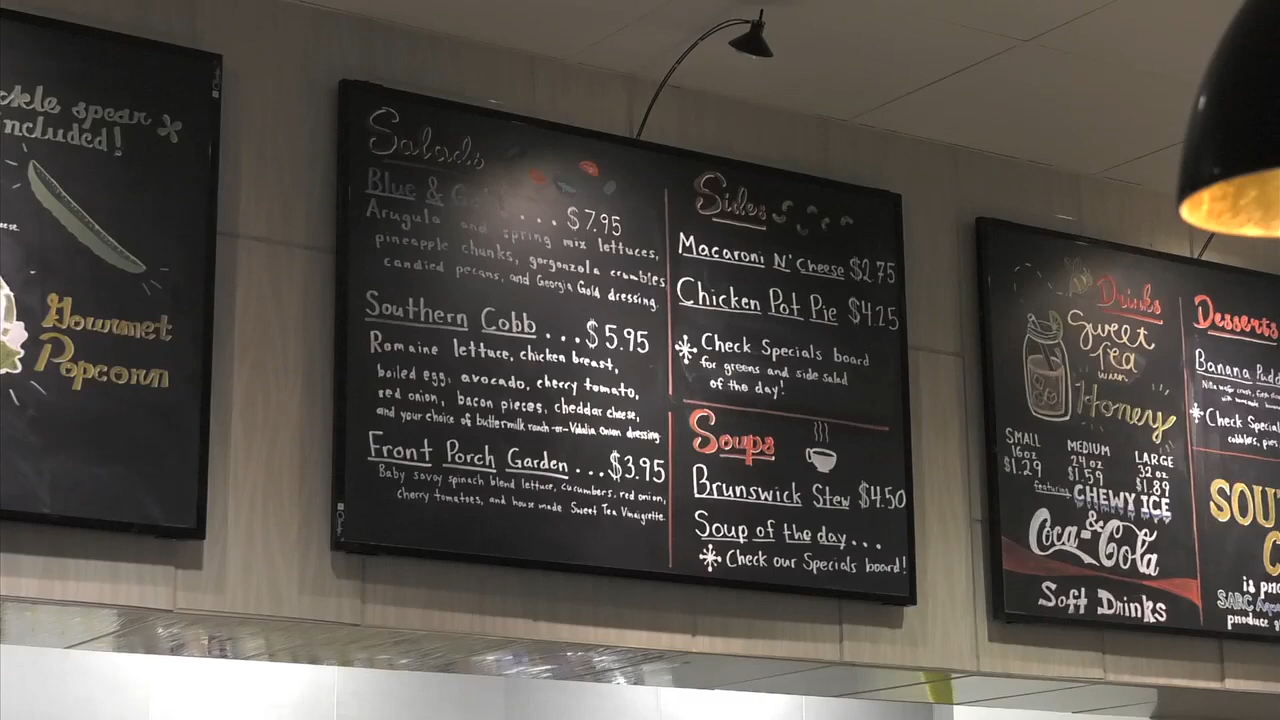 spear
included!
Gourmet
Popcorn
Salads
Blue & ... $7.95
Arugula and spring mix lettuces,
pineapple chunks, gorgonzola crumbles
candied pecans, and Georgia Gold dressing.
Southern Cobb ... $5.95
Romaine lettuce, chicken breast,
boiled egg, avocado, cherry tomato,
red onion, bacon pieces, cheddar cheese,
and your choice of buttermilk ranch -or- Vidalia Onion dressing
Front Porch Garden ... $3.95
Baby savoy spinach blend lettuce, cucumbers, red onion,
cherry tomatoes, and house made Sweet Tea Vinaigrette.
Sides
Macaroni N' Cheese $2.75
Chicken Pot Pie $4.25
* Check Specials board
for greens and side salad
of the day!
Soups
Brunswick Stew $4.50
Soup of the day...
* Check our Specials board!
Drinks
Sweet
Tea
with
Honey
SMALL
16oz
$1.29
MEDIUM
24 oz
$1.59
LARGE
32 oz
$1.89
featuring CHEWY ICE
&
Coca-Cola
Soft Drinks
Desserts
Banana Pudd
* Check Special
cobblers, pies
SOU
C
is pro
SARC
produce g